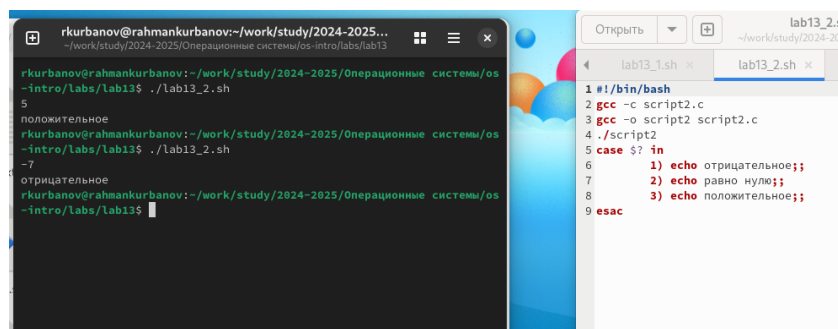 rkurbanov@rahmankurbanov:~/work/study/2024-2025...
~/work/study/2024-2025/Операционные системы/os-intro/labs/lab13
rkurbanov@rahmankurbanov:~/work/study/2024-2025/Операционные системы/os
-intro/labs/lab13$ ./lab13_2.sh
5
положительное
rkurbanov@rahmankurbanov:~/work/study/2024-2025/Операционные системы/os
-intro/labs/lab13$ ./lab13_2.sh
-7
отрицательное
rkurbanov@rahmankurbanov:~/work/study/2024-2025/Операционные системы/os
-intro/labs/lab13$
Открыть
lab13_2.s
~/work/study/2024-20
lab13_1.sh ×
lab13_2.sh ×
1 #!/bin/bash
2 gcc -c script2.c
3 gcc -o script2 script2.c
4 ./script2
5 case $? in
6 1) echo отрицательное;;
7 2) echo равно нулю;;
8 3) echo положительное;;
9 esac